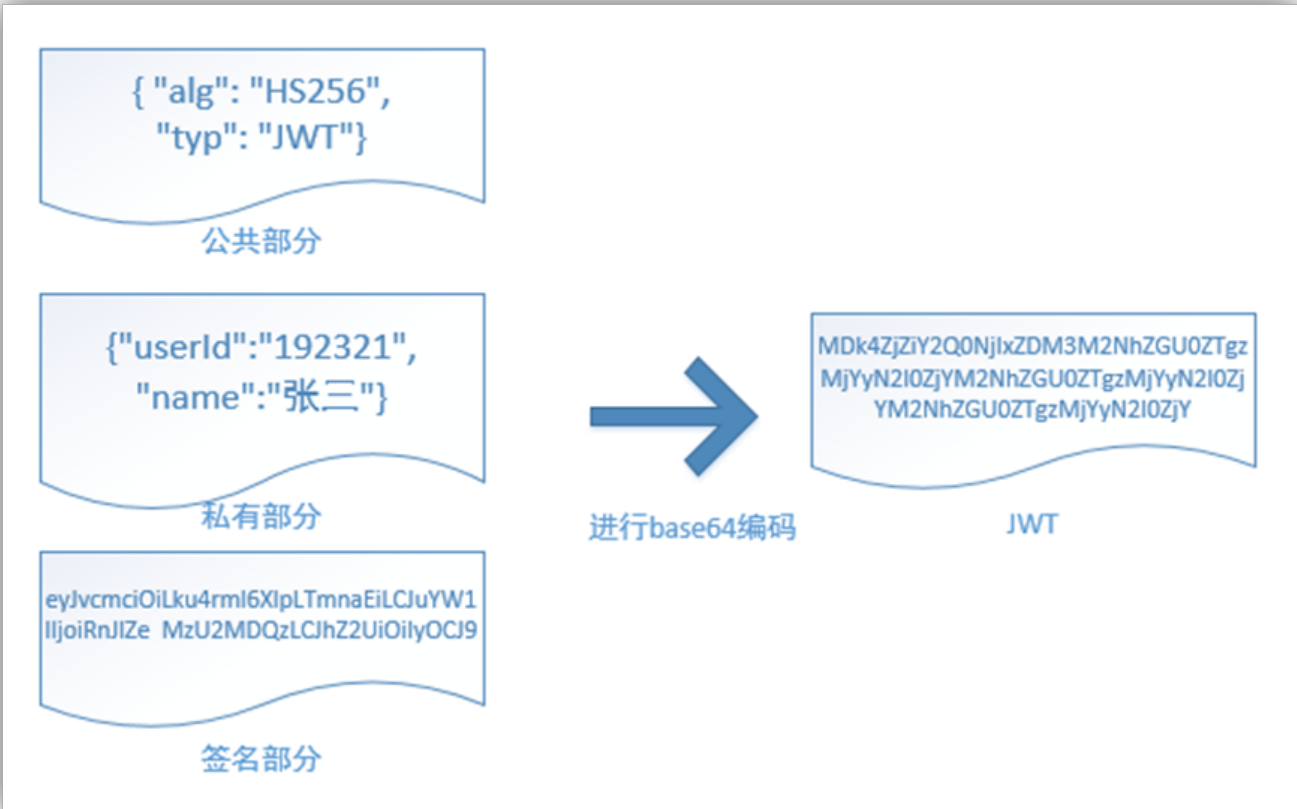 { "alg": "HS256",
"typ": "JWT"}
公共部分
{"userId":"192321",
"name":"张三"}
私有部分
eyJvcmciOiLku4rml6XlpLTmnaEiLCJuYW1
lIjoiRnJlZe MzU2MDQzLCJhZ2UiOiIyOCJ9
签名部分
进行base64编码
MDk4ZjZiY2Q0NjIxZDM3M2NhZGU0ZTgz
MjYyN2I0ZjYM2NhZGU0ZTgzMjYyN2I0Zj
YM2NhZGU0ZTgzMjYyN2I0ZjY
JWT